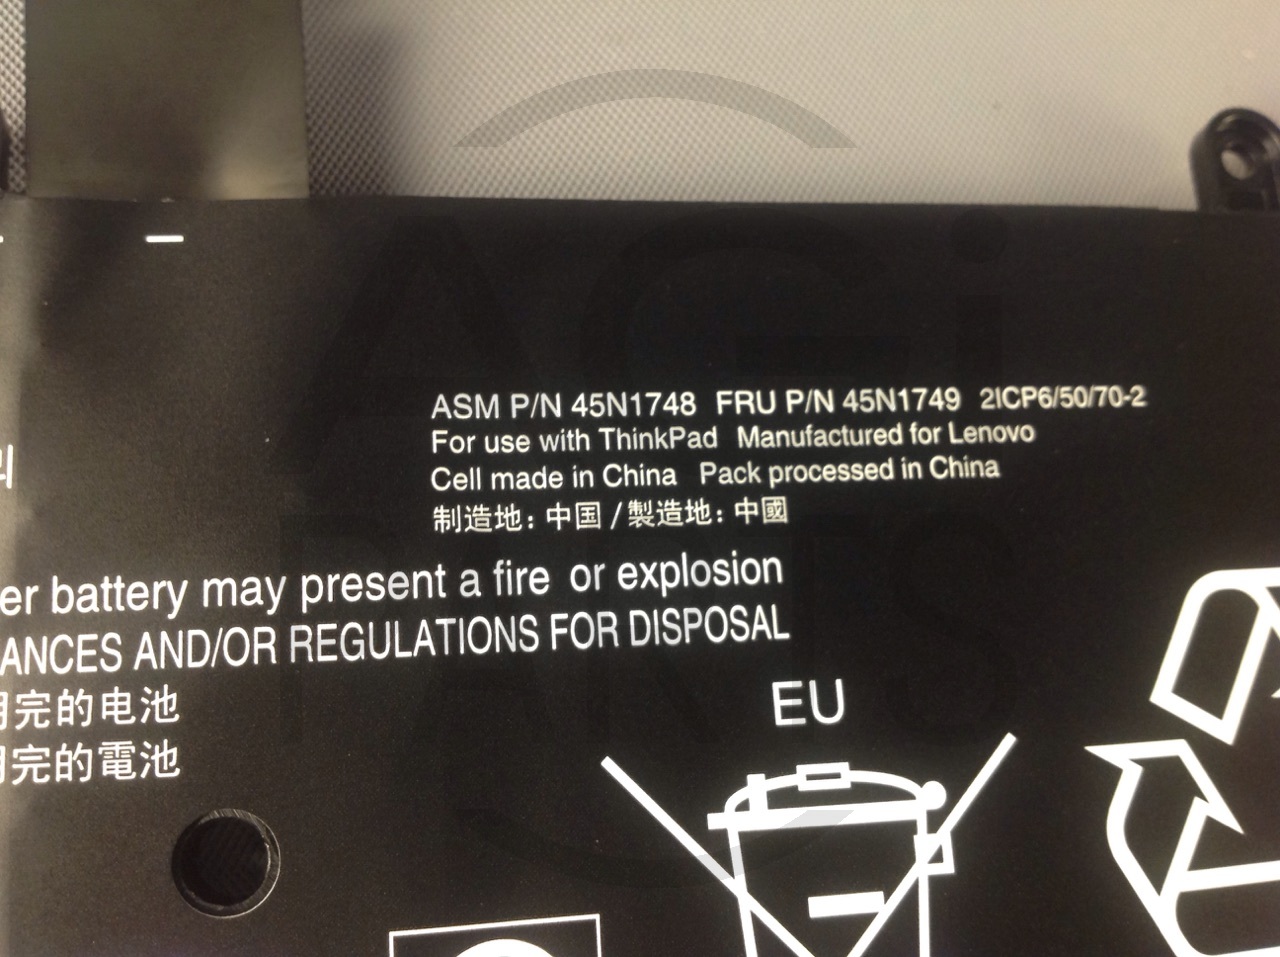 ASM P/N 45N1748 FRU P/N 45N1749 2ICP6/50/70-2
For use with ThinkPad Manufactured for Lenovo
Cell made in China Pack processed in China
制造地: 中国 / 製造地: 中國
er battery may present a fire or explosion
ANCES AND/OR REGULATIONS FOR DISPOSAL
完的电池
完的電池
EU
AGi
PARTS